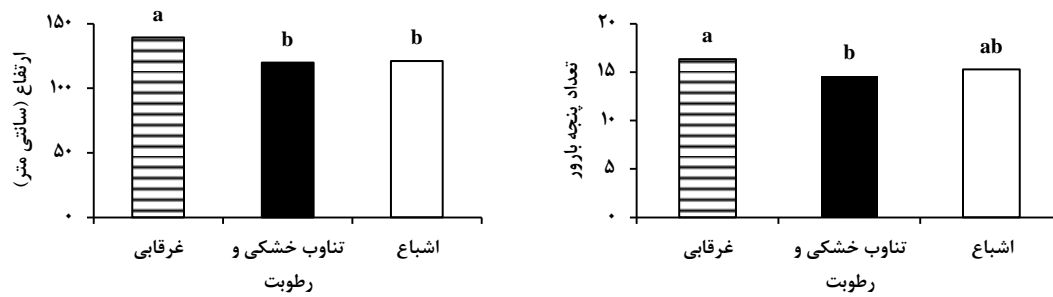 ارتفاع (سانتی متر)
۱۵۰
۱۰۰
۵۰
۰
a
b
b
غرقابی
تناوب خشکی و
رطوبت
اشباع
تعداد پنجه بارور
۲۰
۱۵
۱۰
۵
۰
a
b
ab
غرقابی
تناوب خشکی و
رطوبت
اشباع